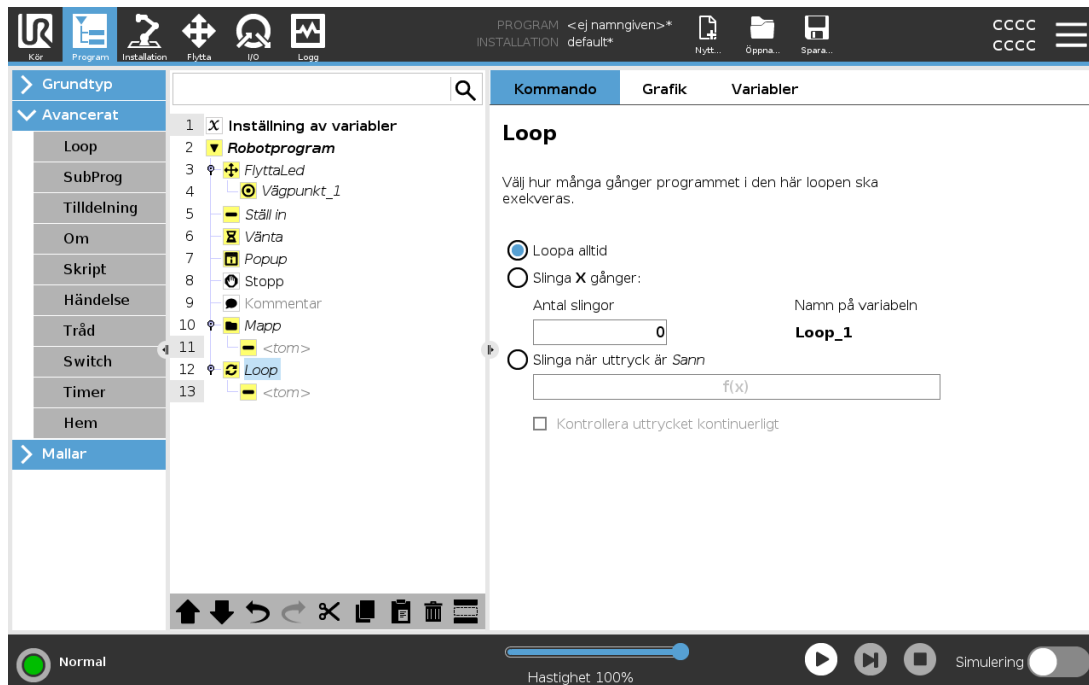 PROGRAM <ej namngiven>*
INSTALLATION default*
CCCC
CCCC
UR
Kör Program Installation Flytta I/O Logg
Nytt... Öppna... Spara...
Grundtyp
Avancerat
Loop
SubProg
Tilldelning
Om
Skript
Händelse
Tråd
Switch
Timer
Hem
Mallar
1 X Inställning av variabler
2 Robotprogram
3 FlyttaLed
4 Vägpunkt_1
5 Ställ in
6 Vänta
7 Popup
8 Stopp
9 Kommentar
10 Mapp
11 <tom>
12 Loop
13 <tom>
Kommando Grafik Variabler
Loop
Välj hur många gånger programmet i den här loopen ska
exekveras.
Loopa alltid
Slinga X gånger:
Antal slingor Namn på variabeln
0 Loop_1
Slinga när uttryck är Sann
f(x)
Kontrollera uttrycket kontinuerligt
Normal
Hastighet 100%
Simulering